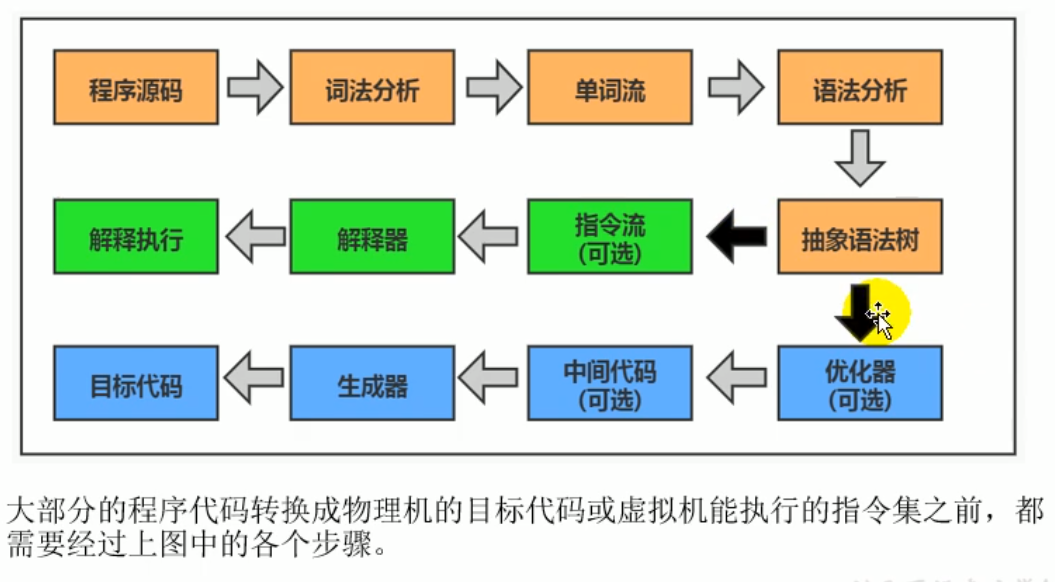 程序源码
词法分析
单词流
语法分析
解释执行
解释器
指令流
(可选)
抽象语法树
目标代码
生成器
中间代码
(可选)
优化器
(可选)
大部分的程序代码转换成物理机的目标代码或虚拟机能执行的指令集之前，都
需要经过上图中的各个步骤。